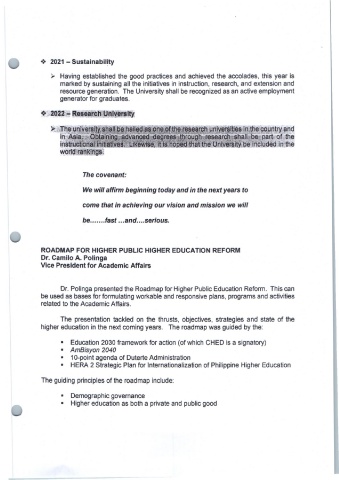 ❖ 2021 – Sustainability
➢ Having established the good practices and achieved the accolades, this year is
marked by sustaining all the initiatives in instruction, research, and extension and
resource generation. The University shall be recognized as an active employment
generator for graduates.
❖ 2022 – Research University
➢ The university shall be hailed as one of the research universities in the country and
in Asia. Obtaining advanced degrees through research shall be part of the
instructional initiatives. Likewise, it is hoped that the University be included in the
world rankings.
The covenant:
We will affirm beginning today and in the next years to
come that in achieving our vision and mission we will
be.......fast ...and....serious.
ROADMAP FOR HIGHER PUBLIC HIGHER EDUCATION REFORM
Dr. Camilo A. Polinga
Vice President for Academic Affairs
Dr. Polinga presented the Roadmap for Higher Public Education Reform. This can
be used as bases for formulating workable and responsive plans, programs and activities
related to the Academic Affairs.
The presentation tackled on the thrusts, objectives, strategies and state of the
higher education in the next coming years. The roadmap was guided by the:
▪ Education 2030 framework for action (of which CHED is a signatory)
▪ AmBisyon 2040
▪ 10-point agenda of Duterte Administration
▪ HERA 2 Strategic Plan for Internationalization of Philippine Higher Education
The guiding principles of the roadmap include:
▪ Demographic governance
▪ Higher education as both a private and public good